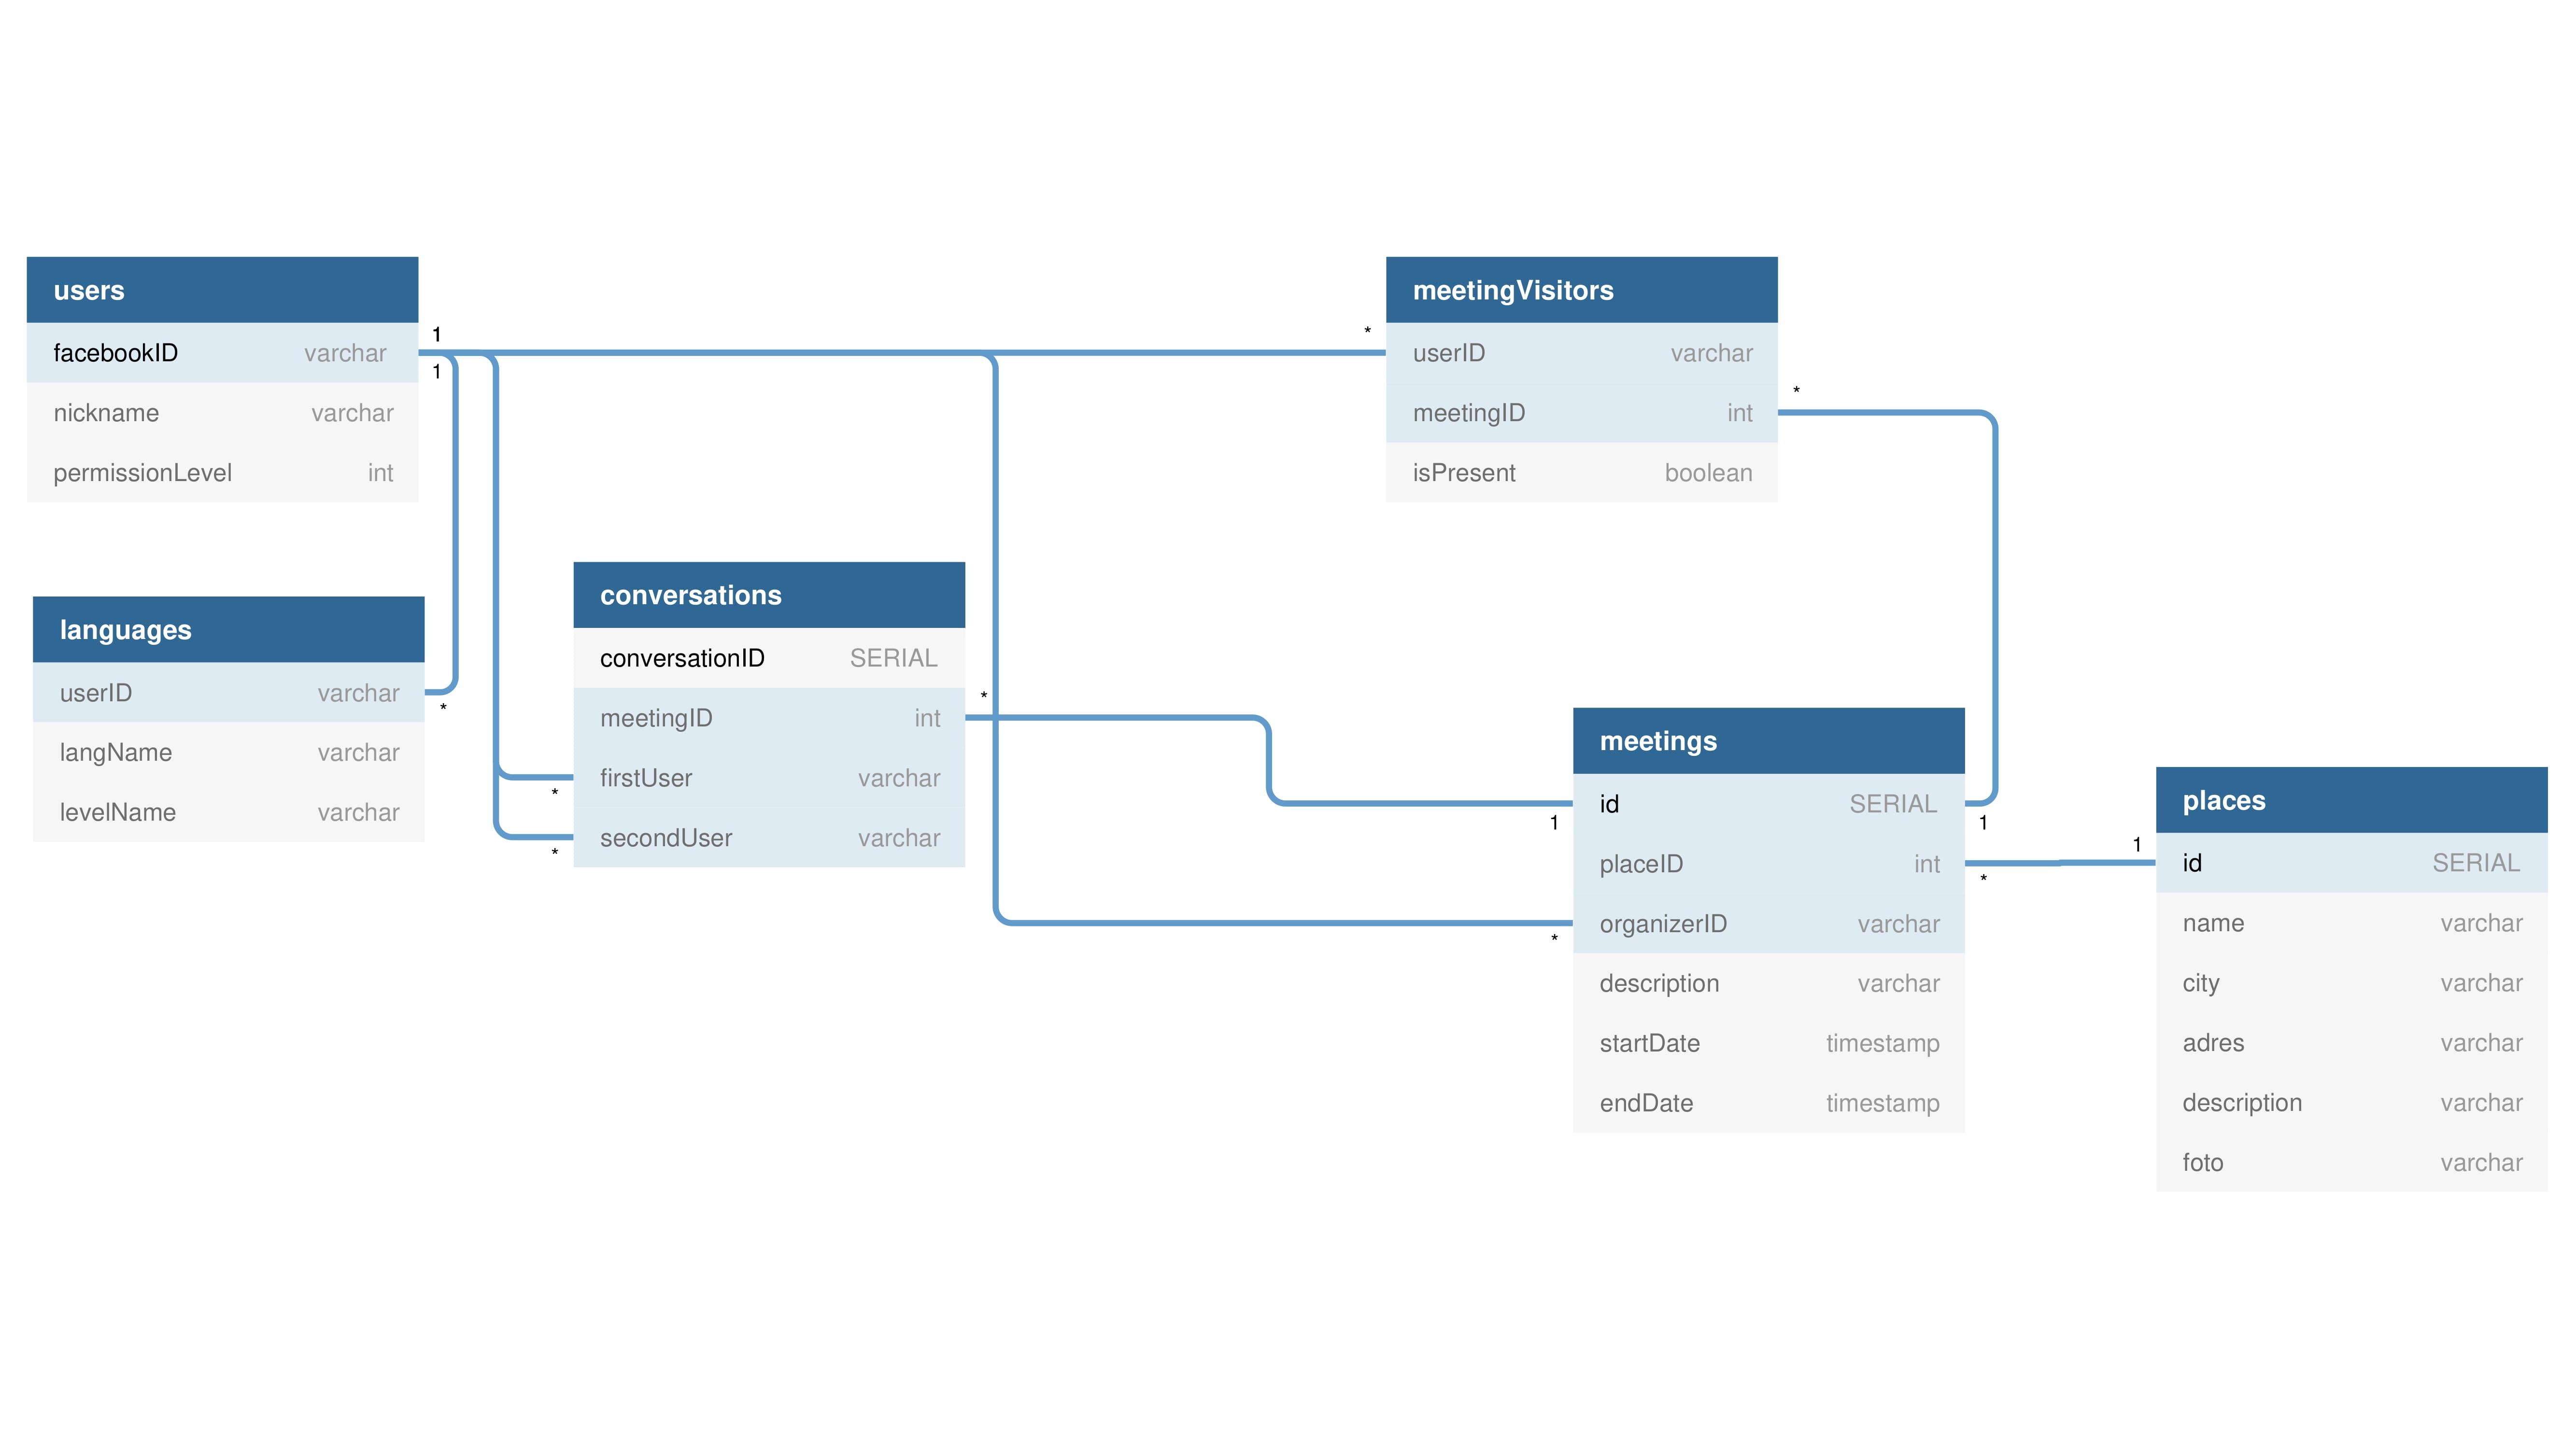 users
1
facebookID varchar
1
nickname varchar
permissionLevel int
languages
userID varchar
*
langName varchar
levelName varchar
conversations
conversationID SERIAL
*
meetingID int
firstUser varchar
*
secondUser varchar
*
meetingVisitors
*
userID varchar
*
meetingID int
isPresent boolean
meetings
id SERIAL
1
1
placeID int
*
organizerID varchar
*
description varchar
startDate timestamp
endDate timestamp
places
1
id SERIAL
name varchar
city varchar
adres varchar
description varchar
foto varchar